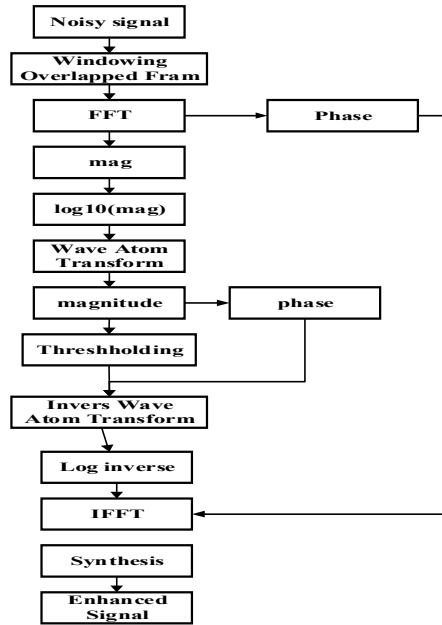 Noisy signal
Windowing
Overlapped Fram
FFT
Phase
mag
log10(mag)
Wave Atom
Transform
magnitude
phase
Threshholding
Invers Wave
Atom Transform
Log inverse
IFFT
Synthesis
Enhanced
Signal